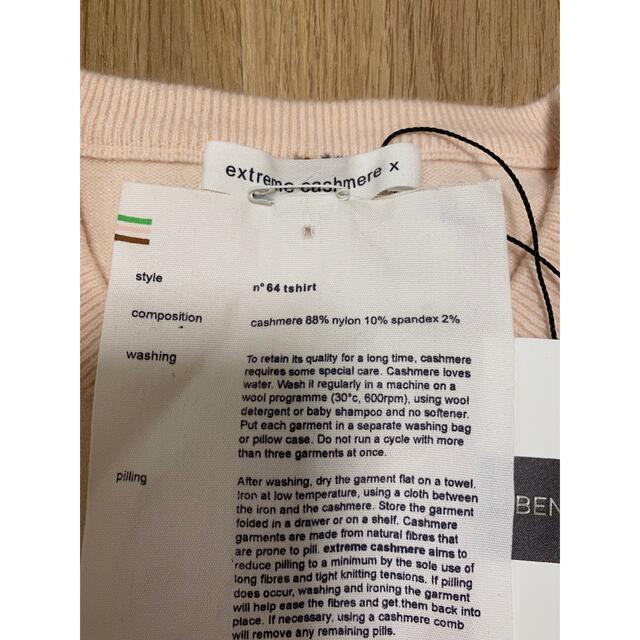 extreme cashmere x
style
n° 64 tshirt
composition
cashmere 88% nylon 10% spandex 2%
washing
To retain its quality for a long time, cashmere
requires some special care. Cashmere loves
water. Wash it regularly in a machine on a
wool programme (30°c, 600rpm), using wool
detergent or baby shampoo and no softener.
Put each garment in a separate washing bag
or pillow case. Do not run a cycle with more
than three garments at once.
pilling
After washing, dry the garment flat on a towel.
Iron at low temperature, using a cloth between
the iron and the cashmere. Store the garment
folded in a drawer or on a shelf. Cashmere
garments are made from natural fibres that
are prone to pill. extreme cashmere aims to
reduce pilling to a minimum by the sole use of
long fibres and tight knitting tensions. If pilling
does occur, washing and ironing the garment
will help ease the fibres and get them back into
place. If necessary, using a cashmere comb
will remove any remaining pills.
BEN